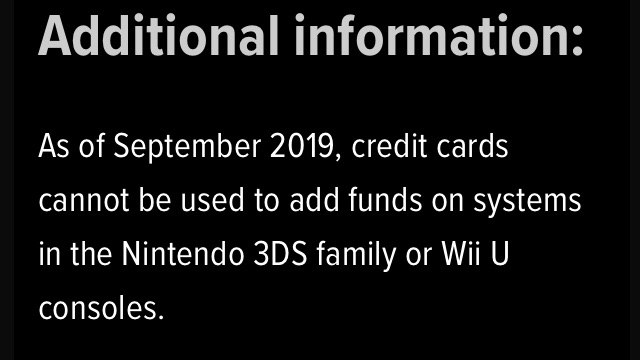 Additional information:
As of September 2019, credit cards
cannot be used to add funds on systems
in the Nintendo 3DS family or Wii U
consoles.